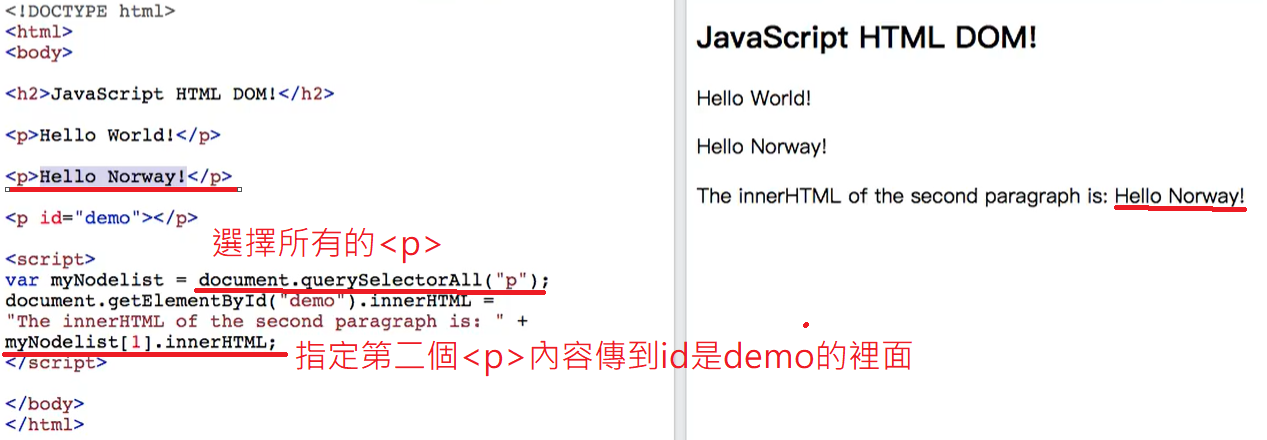 <!DOCTYPE html>
<html>
<body>
<h2>JavaScript HTML DOM!</h2>
<p>Hello World!</p>
<p>Hello Norway!</p>
<p id="demo"></p>
選擇所有的<p>
<script>
var myNodelist = document.querySelectorAll("p");
document.getElementById("demo").innerHTML =
"The innerHTML of the second paragraph is: " +
myNodelist[1].innerHTML;
指定第二個<p>內容傳到id是demo的裡面
</script>
</body>
</html>
JavaScript HTML DOM!
Hello World!
Hello Norway!
The innerHTML of the second paragraph is: Hello Norway!